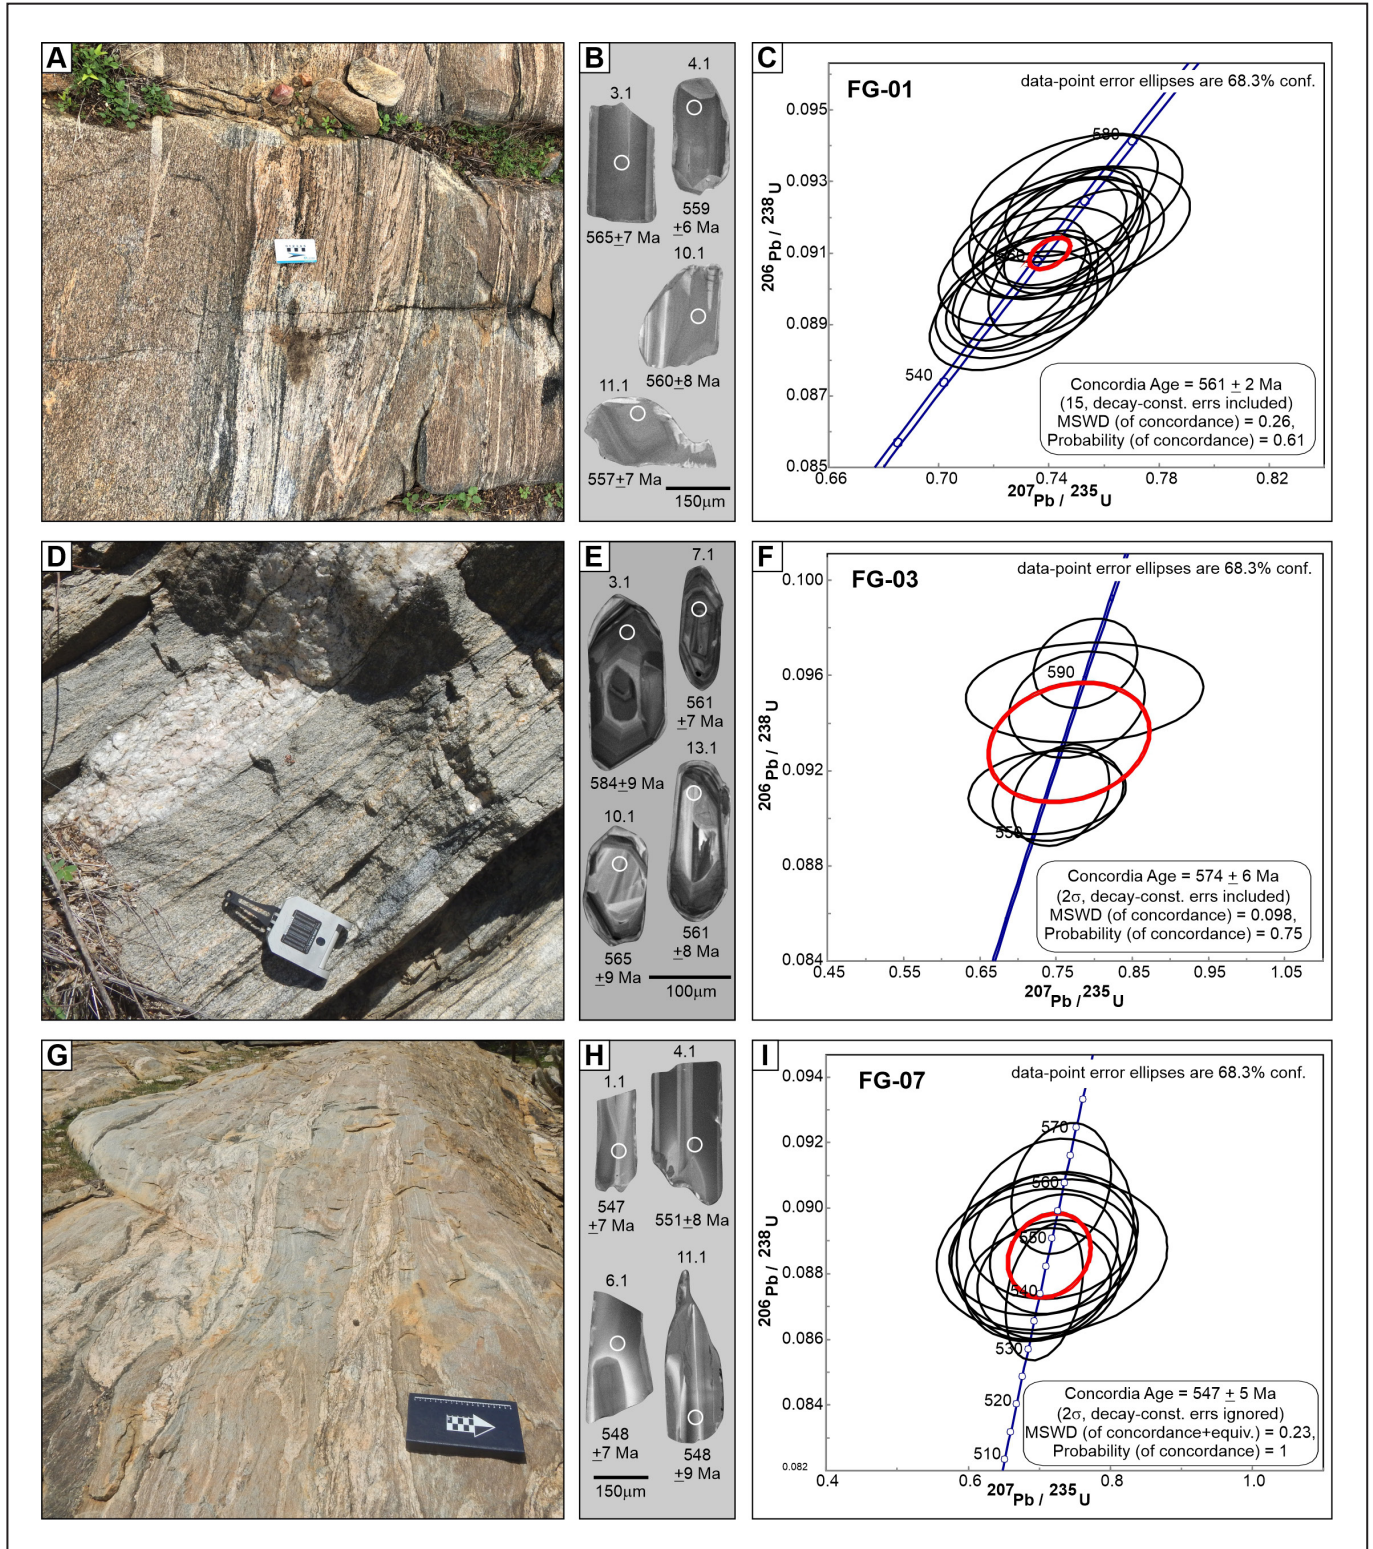 A
B
3.1
4.1
565±7 Ma
559
±6 Ma
10.1
560±8 Ma
11.1
557±7 Ma
150μm
C
FG-01
data-point error ellipses are 68.3% conf.
0.095
0.093
0.091
0.089
0.087
0.085
580
540
206Pb / 238U
Concordia Age = 561 ± 2 Ma
(15, decay-const. errs included)
MSWD (of concordance) = 0.26,
Probability (of concordance) = 0.61
0.66
0.70
0.74
0.78
0.82
207Pb / 235U
D
E
7.1
3.1
561
±7 Ma
584±9 Ma
13.1
10.1
561
±8 Ma
565
±9 Ma
100μm
F
FG-03
data-point error ellipses are 68.3% conf.
0.100
0.096
0.092
0.088
0.084
590
550
206Pb / 238U
Concordia Age = 574 ± 6 Ma
(2σ, decay-const. errs included)
MSWD (of concordance) = 0.098,
Probability (of concordance) = 0.75
0.45
0.55
0.65
0.75
0.85
0.95
1.05
207Pb / 235U
G
H
4.1
1.1
547
±7 Ma
551±8 Ma
6.1
11.1
548
±7 Ma
548
±9 Ma
150μm
I
FG-07
data-point error ellipses are 68.3% conf.
0.094
0.092
0.090
0.088
0.086
0.084
0.082
570
560
550
540
530
520
510
206Pb / 238U
Concordia Age = 547 ± 5 Ma
(2σ, decay-const. errs ignored)
MSWD (of concordance+equiv.) = 0.23,
Probability (of concordance) = 1
0.4
0.6
0.8
1.0
207Pb / 235U